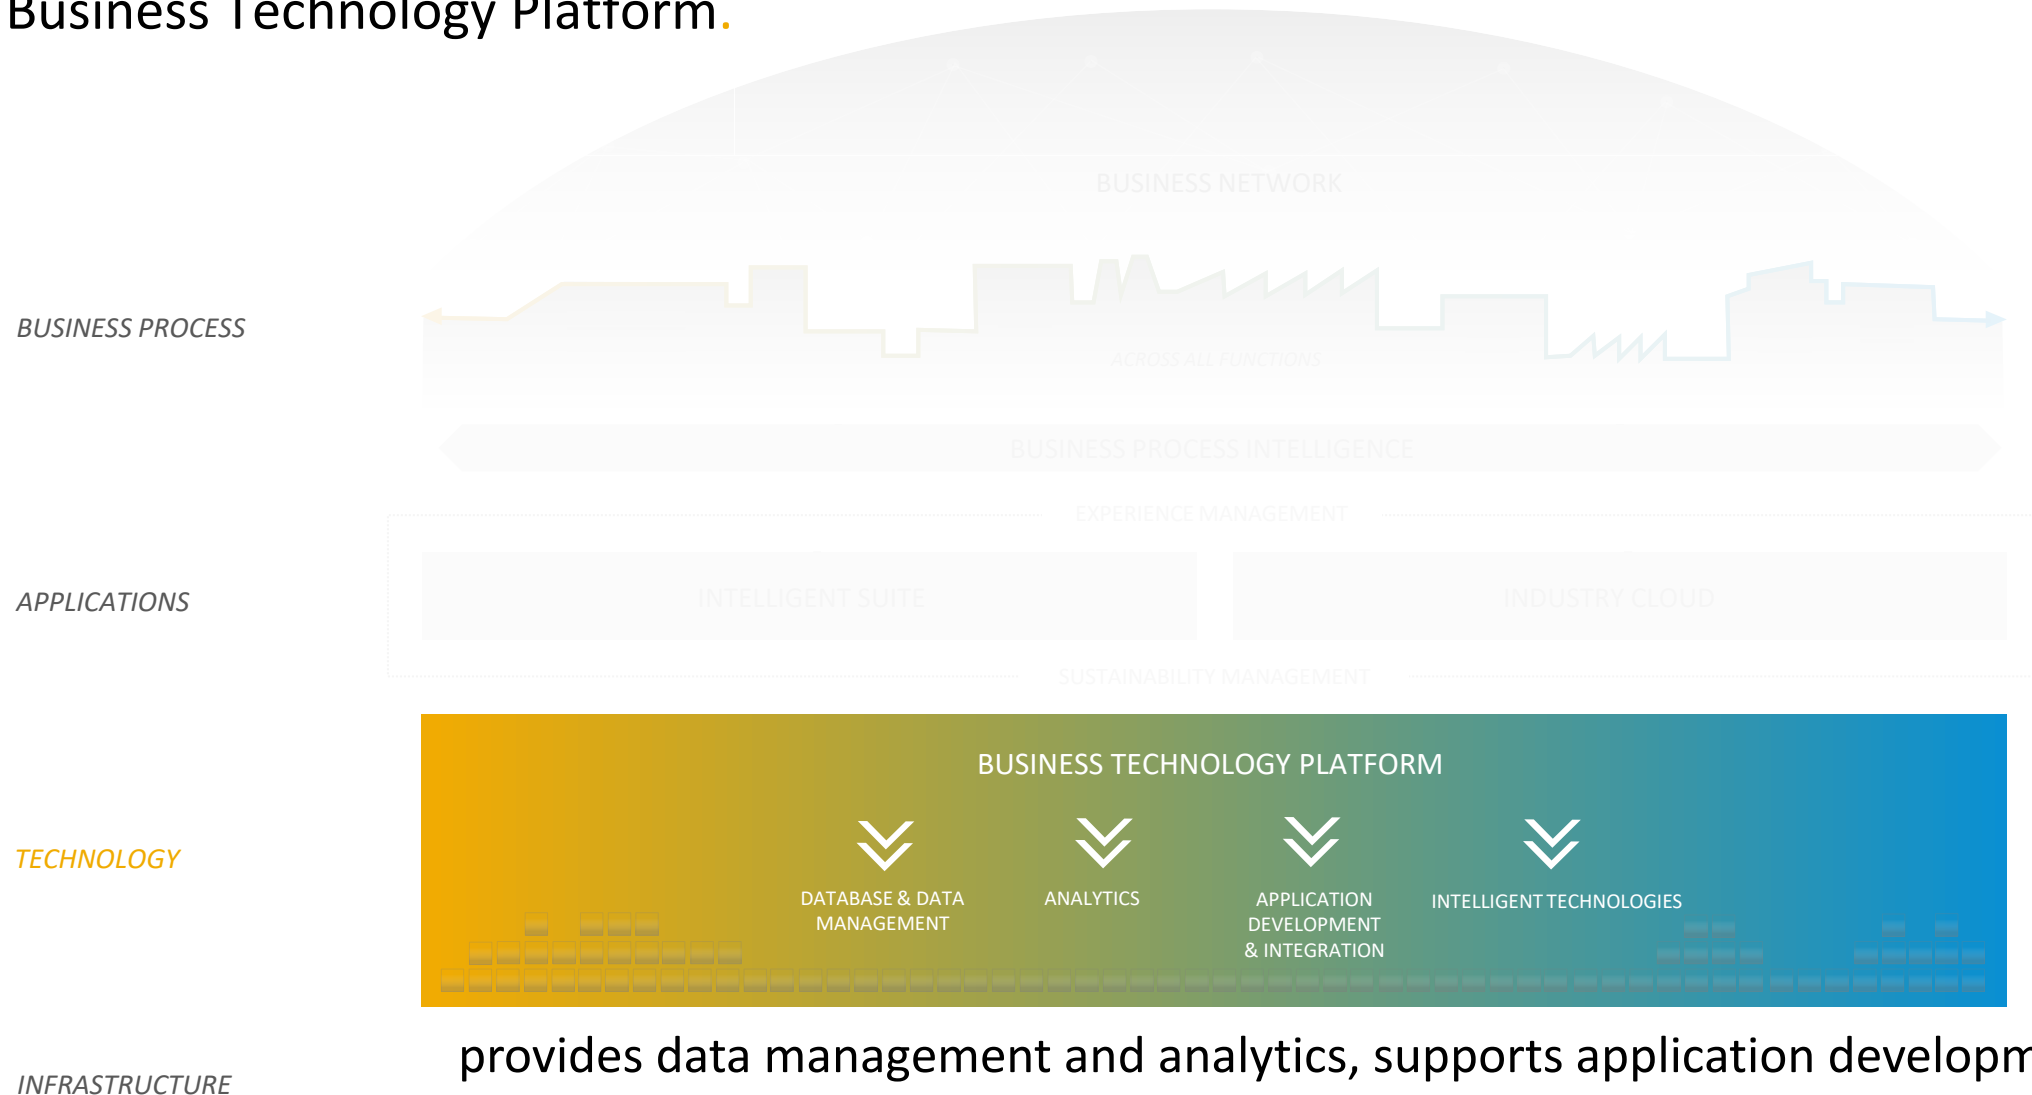 Business Technology Platform.
BUSINESS NETWORK
BUSINESS PROCESS
ACROSS ALL FUNCTIONS
BUSINESS PROCESS INTELLIGENCE
EXPERIENCE MANAGEMENT
APPLICATIONS
INTELLIGENT SUITE
INDUSTRY CLOUD
SUSTAINABILITY MANAGEMENT
BUSINESS TECHNOLOGY PLATFORM
TECHNOLOGY
DATABASE & DATA
MANAGEMENT
ANALYTICS
APPLICATION
DEVELOPMENT
& INTEGRATION
INTELLIGENT TECHNOLOGIES
provides data management and analytics, supports application developm
INFRASTRUCTURE